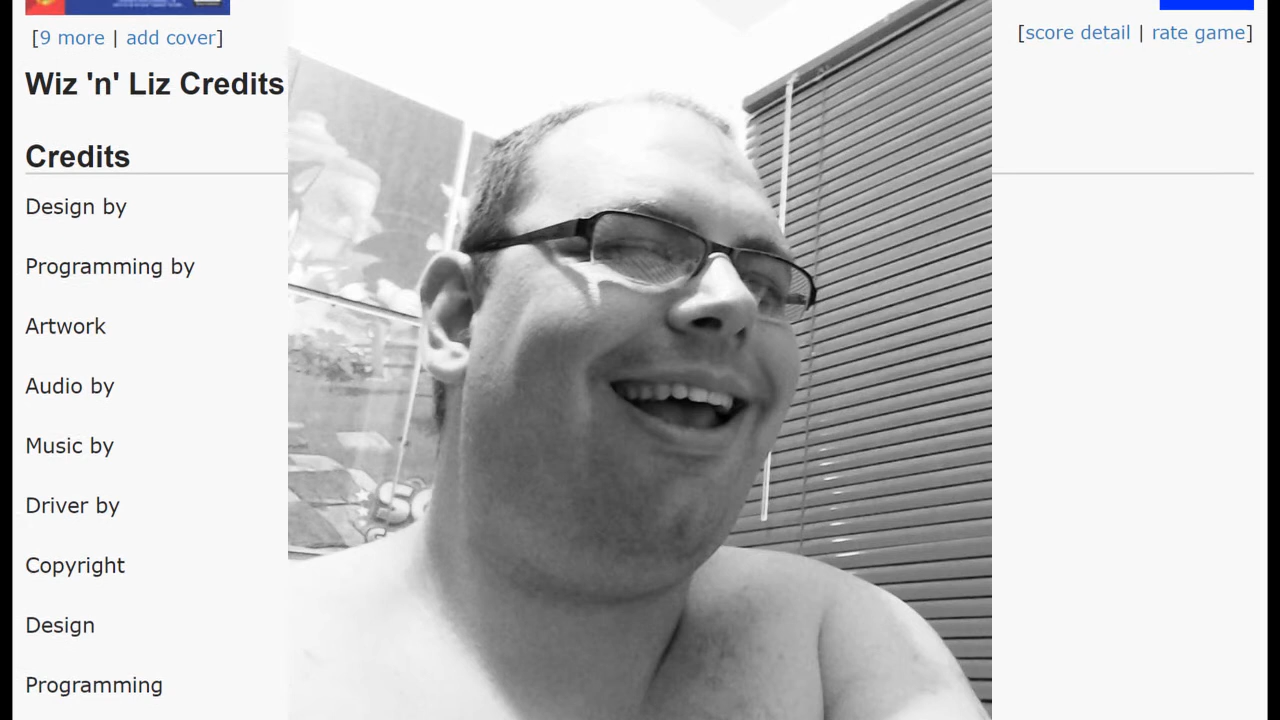 [9 more | add cover]
[score detail | rate game]
Wiz 'n' Liz Credits
Credits
Design by
Programming by
Artwork
Audio by
Music by
Driver by
Copyright
Design
Programming